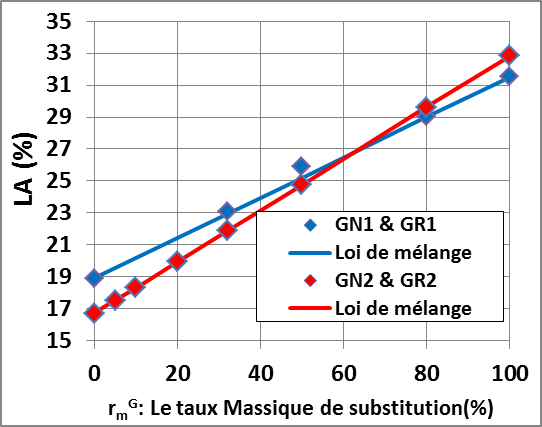 35
33
31
29
27
25
23
21
19
17
15
LA (%)
GN1 & GR1
Loi de mélange
GN2 & GR2
Loi de mélange
0 20 40 60 80 100
rₘᴳ: Le taux Massique de substitution(%)